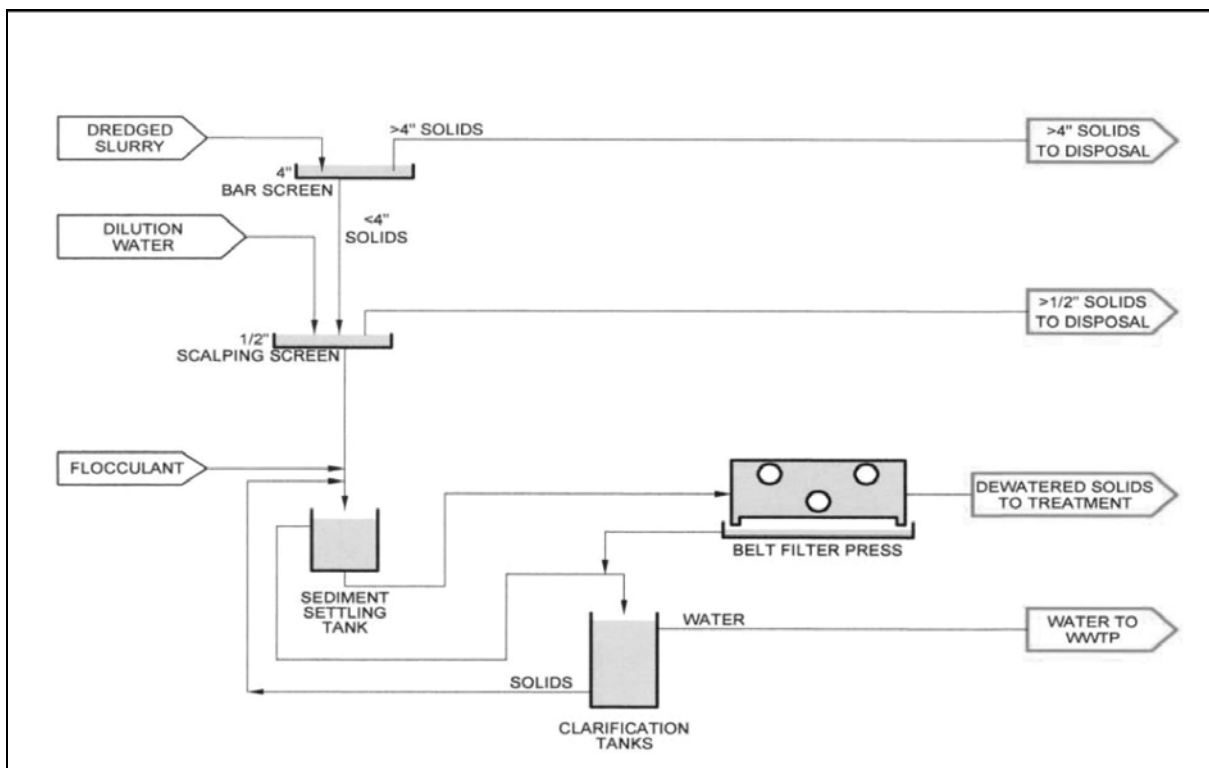 DREDGED
SLURRY
>4" SOLIDS
>4" SOLIDS
TO DISPOSAL
4"
BAR SCREEN
<4"
SOLIDS
DILUTION
WATER
>1/2" SOLIDS
TO DISPOSAL
1/2"
SCALPING SCREEN
FLOCCULANT
DEWATERED SOLIDS
TO TREATMENT
BELT FILTER PRESS
SEDIMENT
SETTLING
TANK
WATER
WATER TO
WWTP
SOLIDS
CLARIFICATION
TANKS